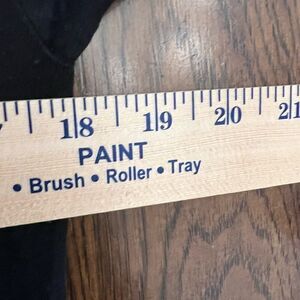 18 19 20 21
PAINT
• Brush • Roller • Tray